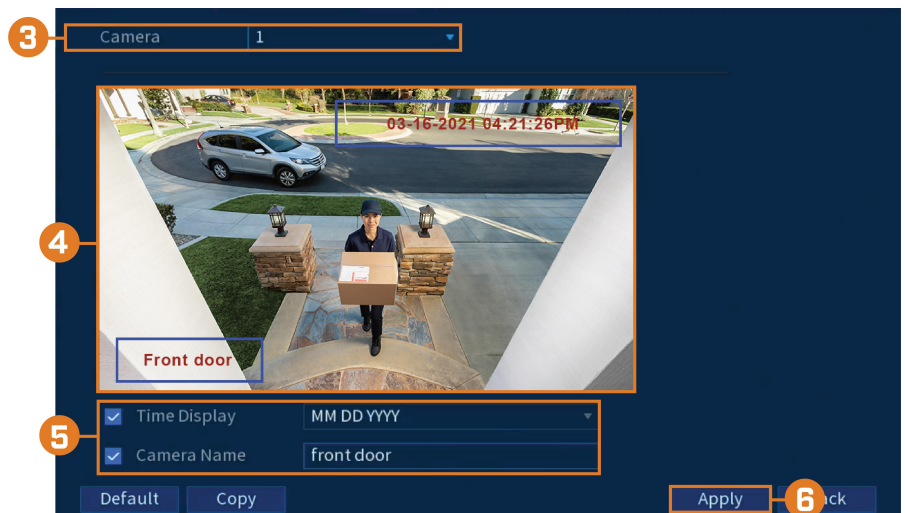 3
Camera 1
03-16-2021 04:21:26PM
4
Front door
5
Time Display MM DD YYYY
Camera Name front door
Default Copy Apply 6 ck